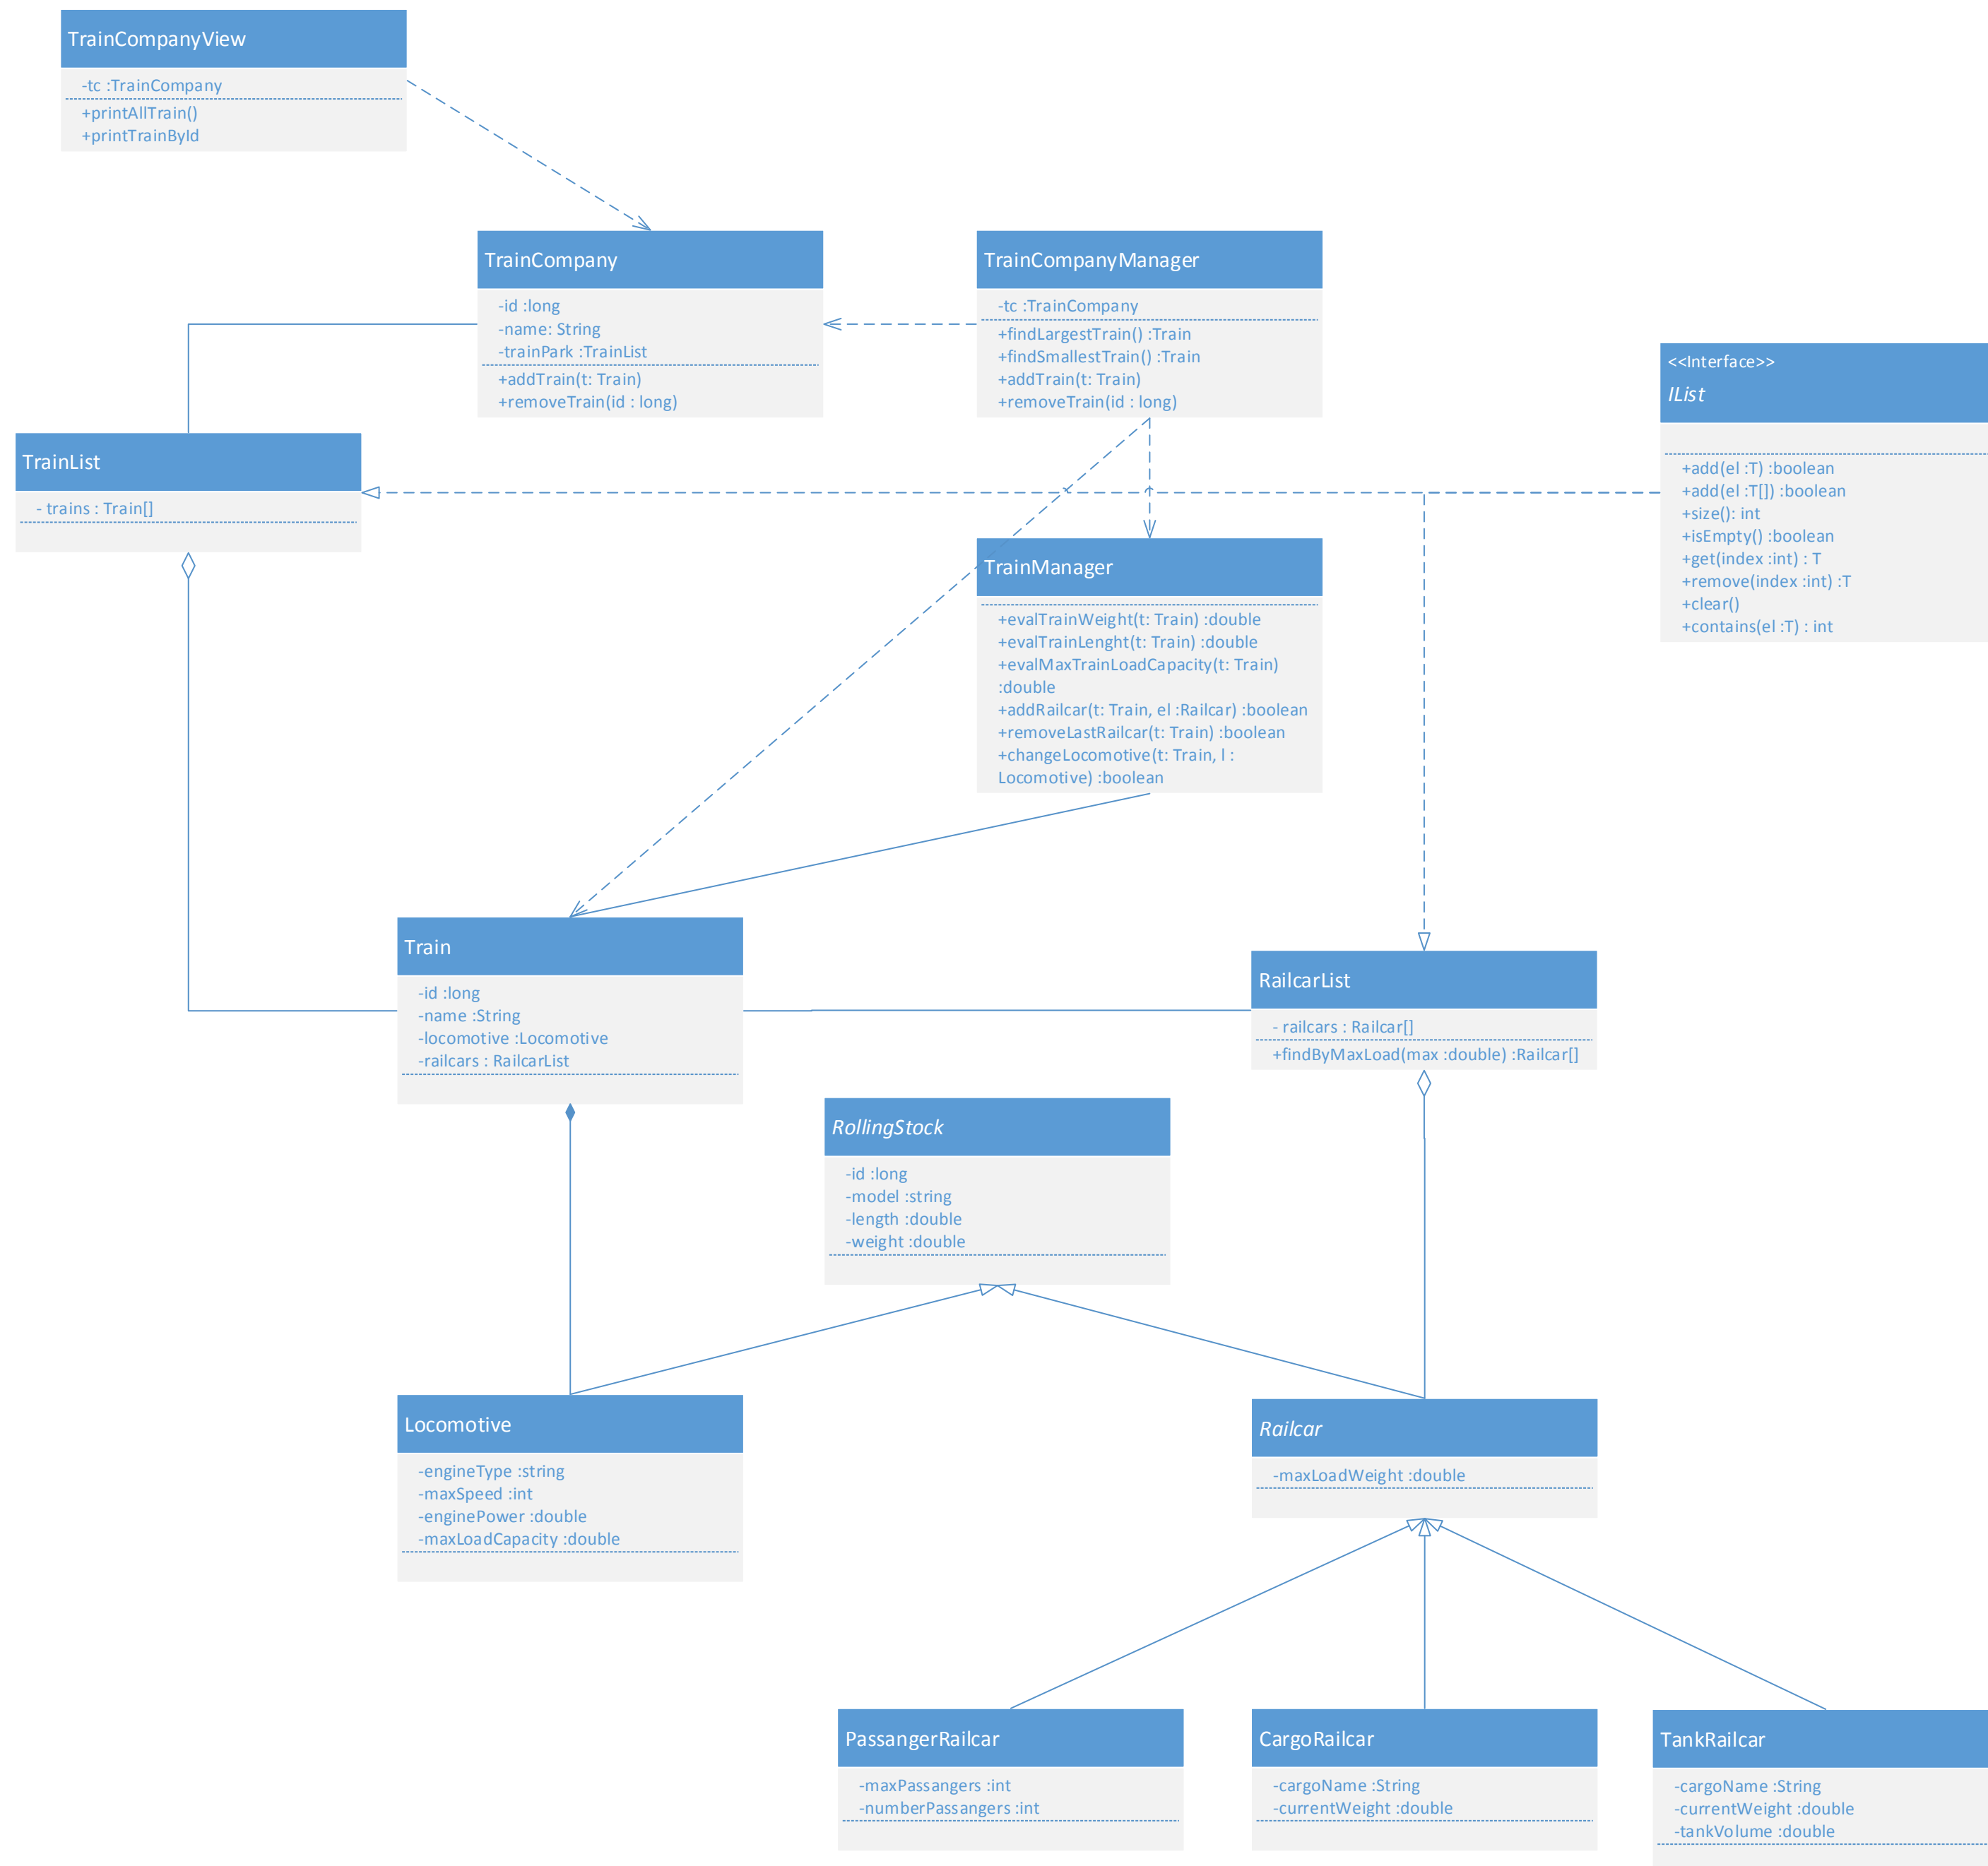 TrainCompanyView
-tc :TrainCompany
+printAllTrain()
+printTrainById
TrainCompany
-id :long
-name: String
-trainPark :TrainList
+addTrain(t: Train)
+removeTrain(id : long)
TrainCompanyManager
-tc :TrainCompany
+findLargestTrain() :Train
+findSmallestTrain() :Train
+addTrain(t: Train)
+removeTrain(id : long)
<<Interface>>
IList
+add(el :T) :boolean
+add(el :T[]) :boolean
+size(): int
+isEmpty() :boolean
+get(index :int) : T
+remove(index :int) :T
+clear()
+contains(el :T) : int
TrainList
- trains : Train[]
TrainManager
+evalTrainWeight(t: Train) :double
+evalTrainLenght(t: Train) :double
+evalMaxTrainLoadCapacity(t: Train)
:double
+addRailcar(t: Train, el :Railcar) :boolean
+removeLastRailcar(t: Train) :boolean
+changeLocomotive(t: Train, l :
Locomotive) :boolean
Train
-id :long
-name :String
-locomotive :Locomotive
-railcars : RailcarList
RailcarList
- railcars : Railcar[]
+findByMaxLoad(max :double) :Railcar[]
RollingStock
-id :long
-model :string
-length :double
-weight :double
Locomotive
-engineType :string
-maxSpeed :int
-enginePower :double
-maxLoadCapacity :double
Railcar
-maxLoadWeight :double
PassangerRailcar
-maxPassangers :int
-numberPassangers :int
CargoRailcar
-cargoName :String
-currentWeight :double
TankRailcar
-cargoName :String
-currentWeight :double
-tankVolume :double